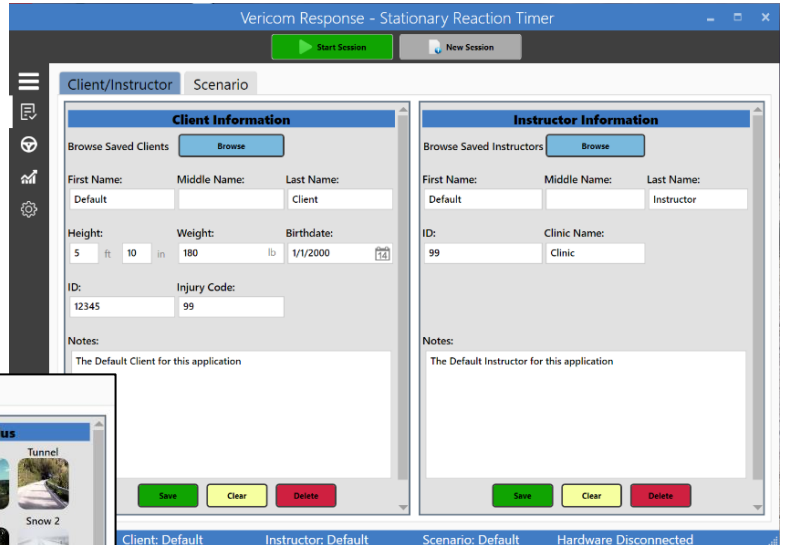 Vericom Response - Stationary Reaction Timer
Start Session
New Session
Client/Instructor
Scenario
Client Information
Browse Saved Clients
Browse
First Name:
Middle Name:
Last Name:
Default
Client
Height:
Weight:
Birthdate:
5 ft 10 in
180 lb
1/1/2000
14
ID:
Injury Code:
12345
99
Notes:
The Default Client for this application
Save
Clear
Delete
Instructor Information
Browse Saved Instructors
Browse
First Name:
Middle Name:
Last Name:
Default
Instructor
ID:
Clinic Name:
99
Clinic
Notes:
The Default Instructor for this application
Save
Clear
Delete
Tunnel
Snow 2
Client: Default
Instructor: Default
Scenario: Default
Hardware Disconnected